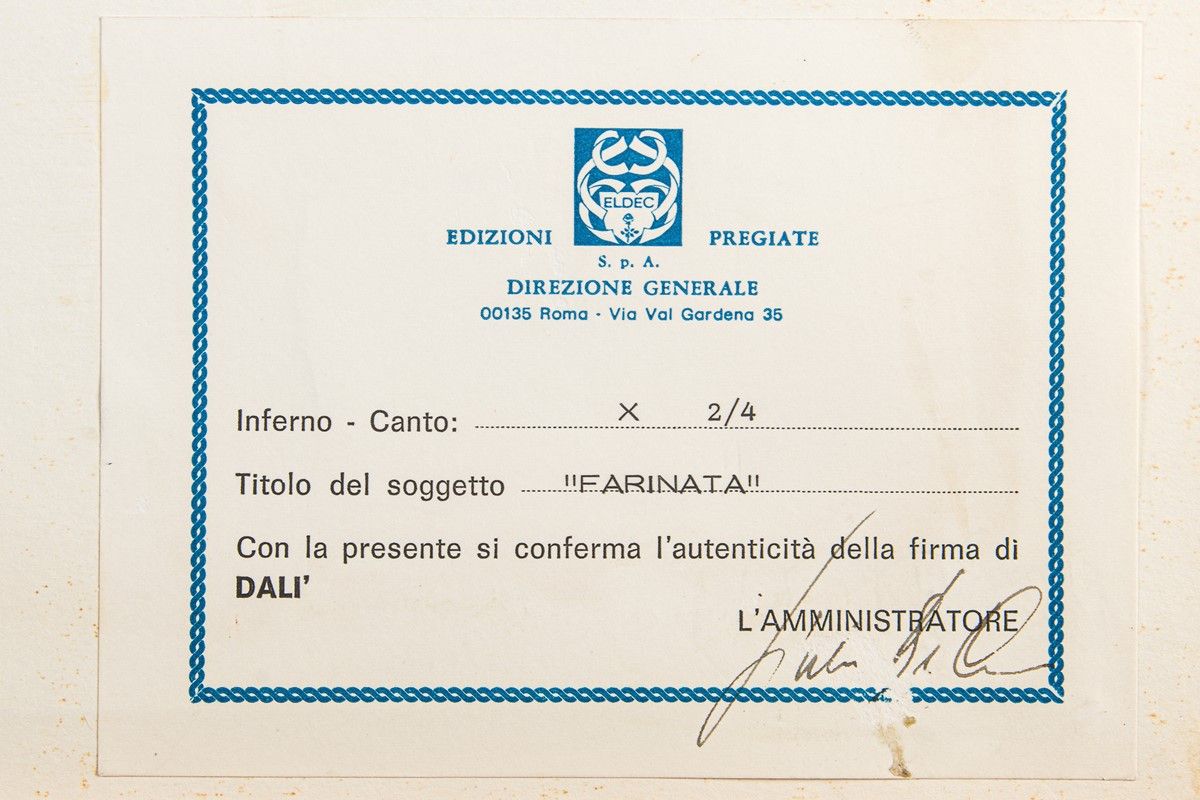 ELDEC
EDIZIONI PREGIATE
S. p. A.
DIREZIONE GENERALE
00135 Roma - Via Val Gardena 35
Inferno - Canto: X 2/4
Titolo del soggetto "FARINATA"
Con la presente si conferma l'autenticità della firma di
DALI'
L'AMMINISTRATORE